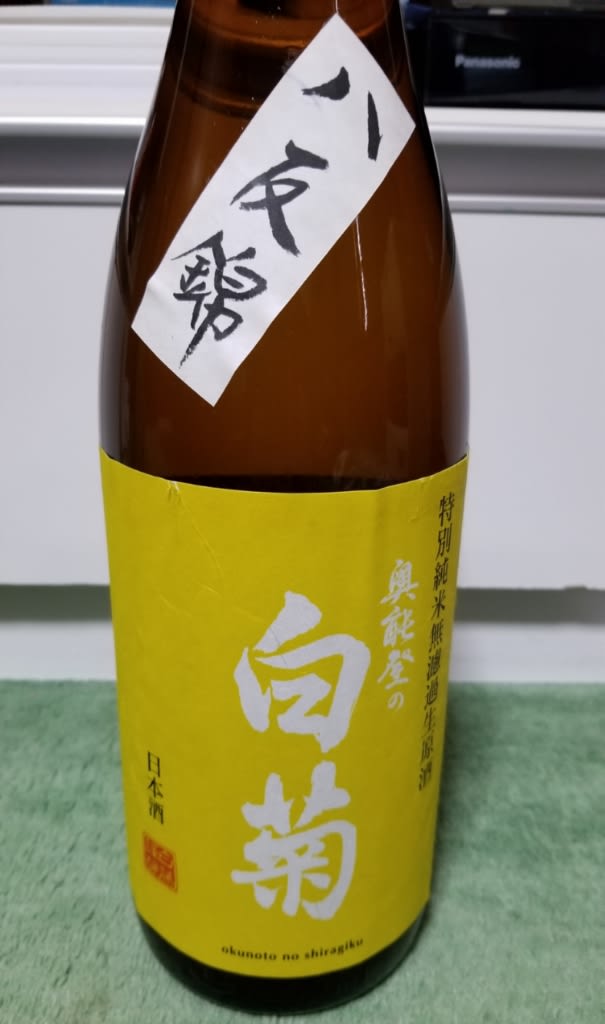 Panasonic
八反錦
特別純米無濾過生原酒
奥能登の
白菊
日本酒
okunoto no shiragiku